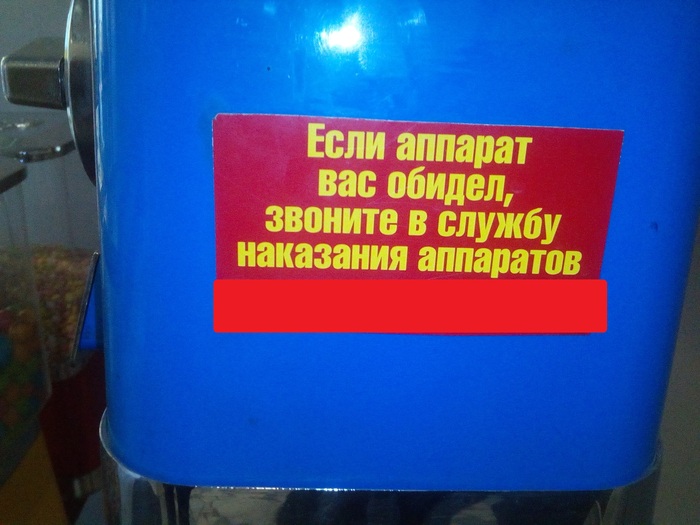 Если аппарат
вас обидел,
звоните в службу
наказания аппаратов